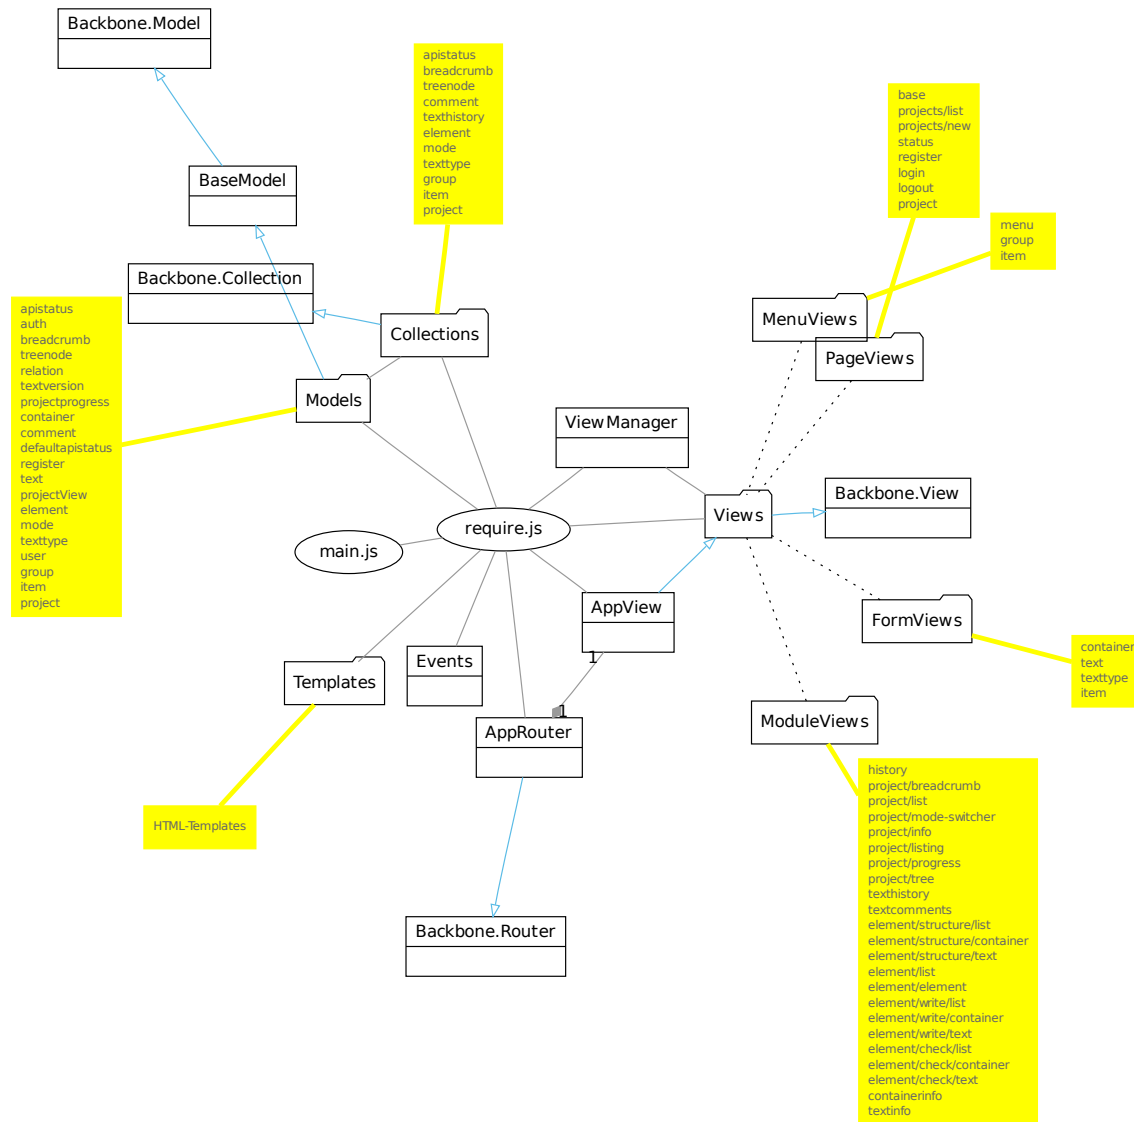 Backbone.Model
apistatus
breadcrumb
treenode
comment
texthistory
element
mode
texttype
group
item
project
base
projects/list
projects/new
status
register
login
logout
project
BaseModel
menu
group
item
Backbone.Collection
apistatus
auth
breadcrumb
treenode
relation
textversion
projectprogress
container
comment
defaultapistatus
register
text
projectView
element
mode
texttype
user
group
item
project
Collections
MenuViews
PageViews
Models
ViewManager
Backbone.View
Views
require.js
main.js
AppView
1
FormViews
container
text
texttype
item
Events
Templates
1
AppRouter
ModuleViews
history
project/breadcrumb
project/list
project/mode-switcher
project/info
project/listing
project/progress
project/tree
texthistory
textcomments
element/structure/list
element/structure/container
element/structure/text
element/list
element/element
element/write/list
element/write/container
element/write/text
element/check/list
element/check/container
element/check/text
containerinfo
textinfo
HTML-Templates
Backbone.Router